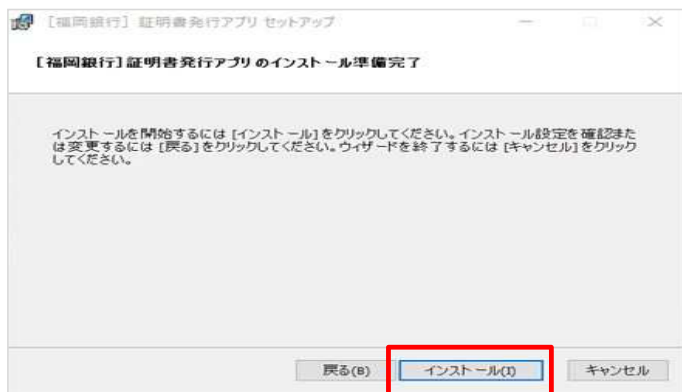 [福岡銀行] 証明書発行アプリ セットアップ
[福岡銀行] 証明書発行アプリのインストール準備完了
インストールを開始するには [インストール] をクリックしてください。インストール設定を確認また
は変更するには [戻る] をクリックしてください。ウィザードを終了するには [キャンセル] をクリック
してください。
戻る(B) インストール(I) キャンセル